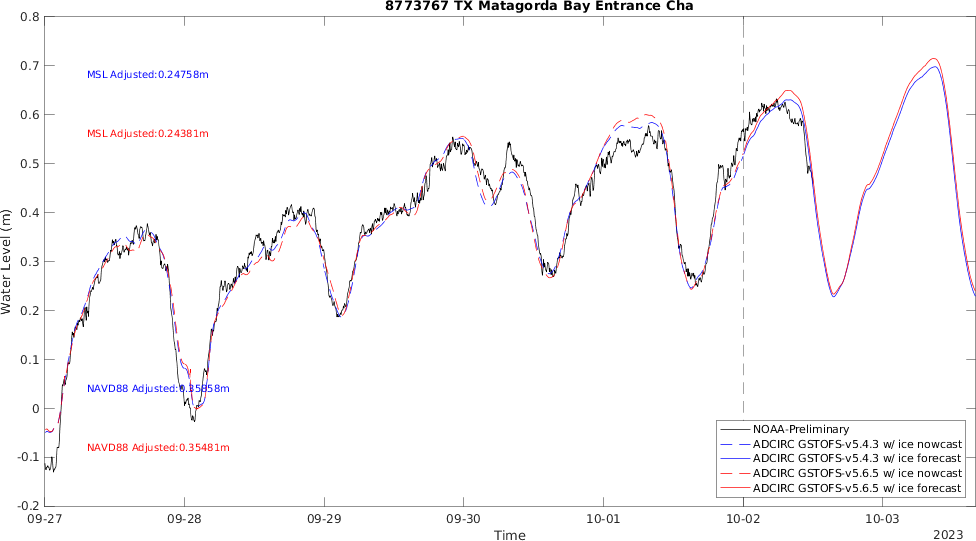 8773767 TX Matagorda Bay Entrance Cha
0.8
0.7
0.6
0.5
0.4
0.3
0.2
0.1
0
-0.1
-0.2
Water Level (m)
MSL Adjusted:0.24758m
MSL Adjusted:0.24381m
NAVD88 Adjusted:0.35858m
NAVD88 Adjusted:0.35481m
NOAA-Preliminary
ADCIRC GSTOFS-v5.4.3 w/ ice nowcast
ADCIRC GSTOFS-v5.4.3 w/ ice forecast
ADCIRC GSTOFS-v5.6.5 w/ ice nowcast
ADCIRC GSTOFS-v5.6.5 w/ ice forecast
09-27 09-28 09-29 09-30 10-01 10-02 10-03
Time
2023